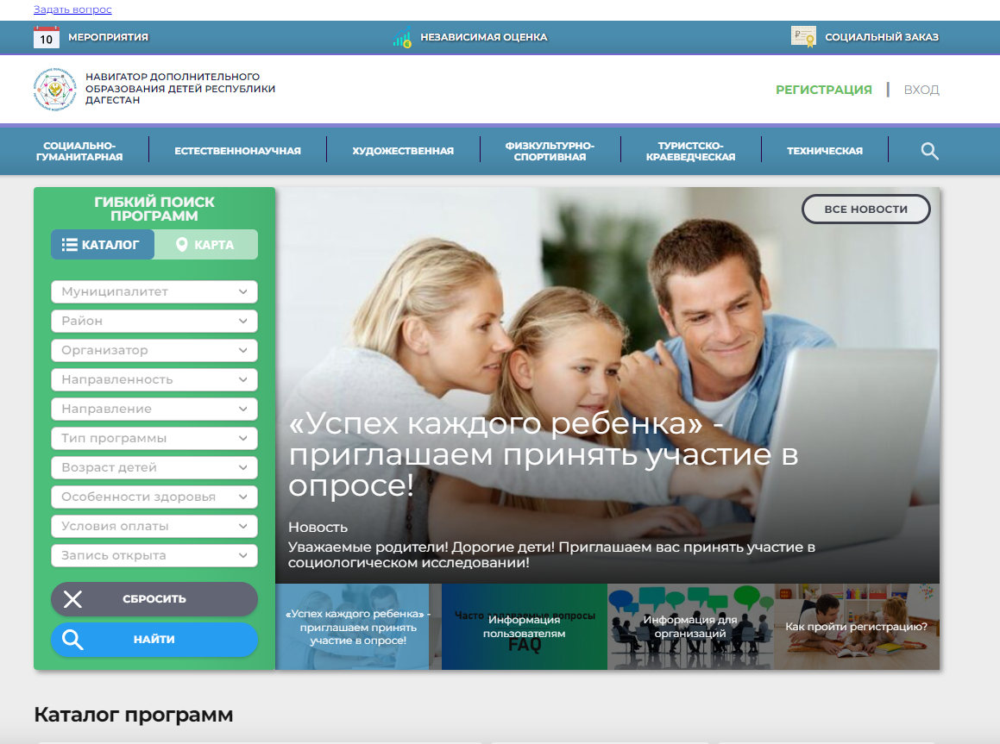 Задать вопрос
10
МЕРОПРИЯТИЯ
НЕЗАВИСИМАЯ ОЦЕНКА
СОЦИАЛЬНЫЙ ЗАКАЗ
НАВИГАТОР ДОПОЛНИТЕЛЬНОГО
ОБРАЗОВАНИЯ ДЕТЕЙ РЕСПУБЛИКИ
ДАГЕСТАН
РЕГИСТРАЦИЯ
ВХОД
СОЦИАЛЬНО-
ГУМАНИТАРНАЯ
ЕСТЕСТВЕННОНАУЧНАЯ
ХУДОЖЕСТВЕННАЯ
ФИЗКУЛЬТУРНО-
СПОРТИВНАЯ
ТУРИСТСКО-
КРАЕВЕДЧЕСКАЯ
ТЕХНИЧЕСКАЯ
ГИБКИЙ ПОИСК
ПРОГРАММ
КАТАЛОГ
КАРТА
Муниципалитет
Район
Организатор
Направленность
Направление
Тип программы
Возраст детей
Особенности здоровья
Условия оплаты
Запись открыта
СБРОСИТЬ
НАЙТИ
ВСЕ НОВОСТИ
«Успех каждого ребенка» -
приглашаем принять участие в
опросе!
Новость
Уважаемые родители! Дорогие дети! Приглашаем вас принять участие в
социологическом исследовании!
«Успех каждого ребенка» -
приглашаем принять
участие в опросе!
Часто задаваемые вопросы
FAQ
Информация
пользователям
Информация для
организаций
Как пройти регистрацию?
Каталог программ